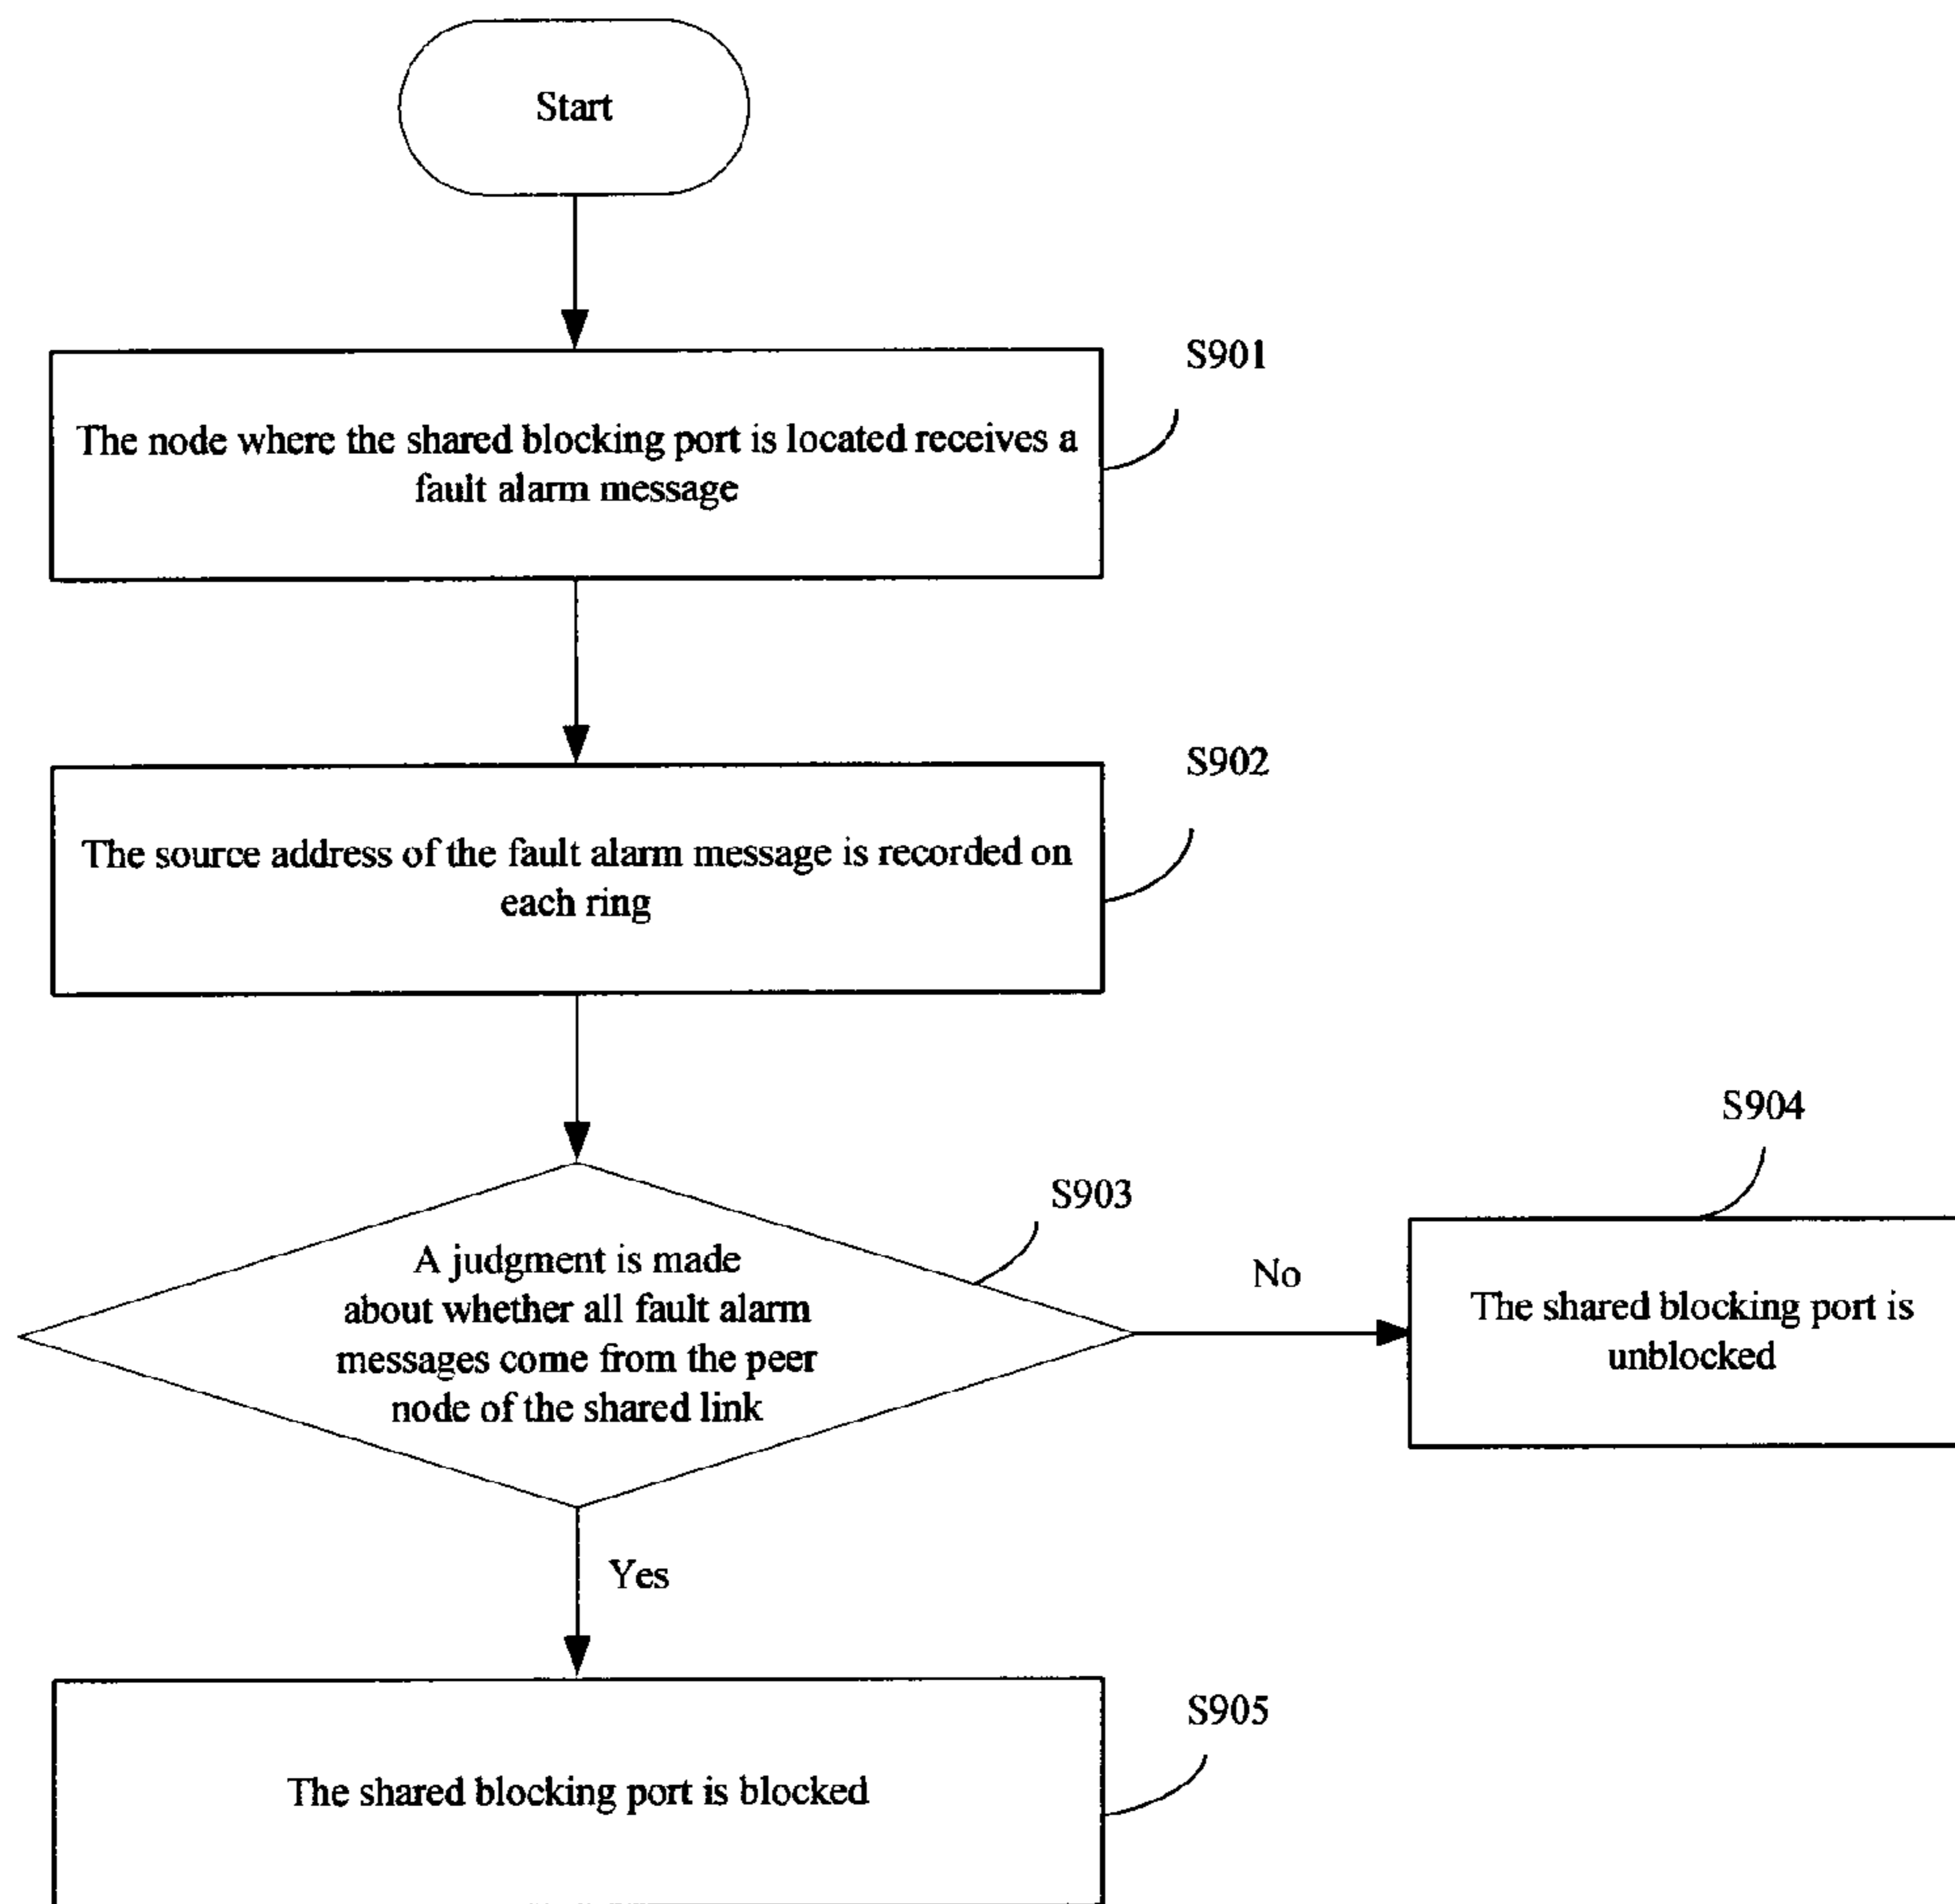 Start
S901
The node where the shared blocking port is located receives a
fault alarm message
S902
The source address of the fault alarm message is recorded on
each ring
S903
A judgment is made
about whether all fault alarm
messages come from the peer
node of the shared link
No
S904
The shared blocking port is
unblocked
Yes
S905
The shared blocking port is blocked